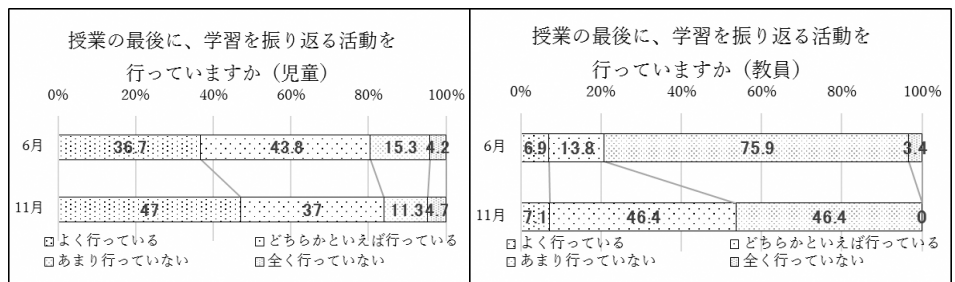 授業の最後に、学習を振り返る活動を
行っていますか（児童）
0% 20% 40% 60% 80% 100%
6月 36.7 43.8 15.3 4.2
11月 47 37 11.3 4.7
よく行っている どちらかといえば行っている
あまり行っていない 全く行っていない
授業の最後に、学習を振り返る活動を
行っていますか（教員）
0% 20% 40% 60% 80% 100%
6月 6.9 13.8 75.9 3.4
11月 7.1 46.4 46.4 0
よく行っている どちらかといえば行っている
あまり行っていない 全く行っていない